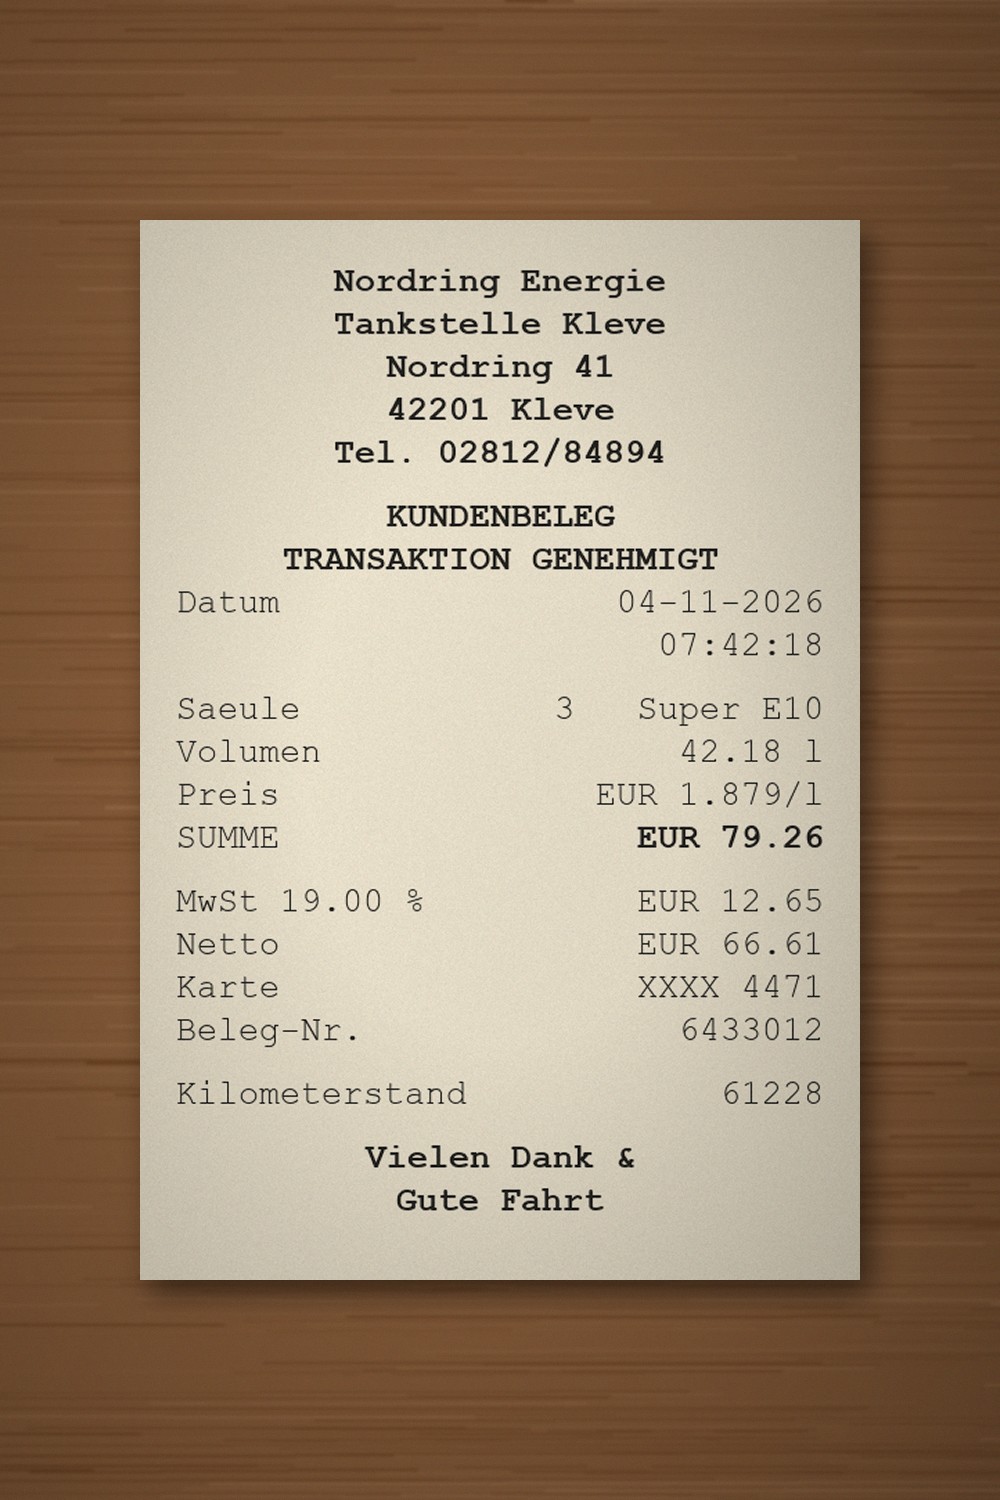 Nordring Energie
Tankstelle Kleve
Nordring 41
42201 Kleve
Tel. 02812/84894
KUNDENBELEG
TRANSAKTION GENEHMIGT
Datum 04-11-2026
07:42:18
Saeule 3 Super E10
Volumen 42.18 l
Preis EUR 1.879/l
SUMME EUR 79.26
MwSt 19.00 % EUR 12.65
Netto EUR 66.61
Karte XXXX 4471
Beleg-Nr. 6433012
Kilometerstand 61228
Vielen Dank &
Gute Fahrt